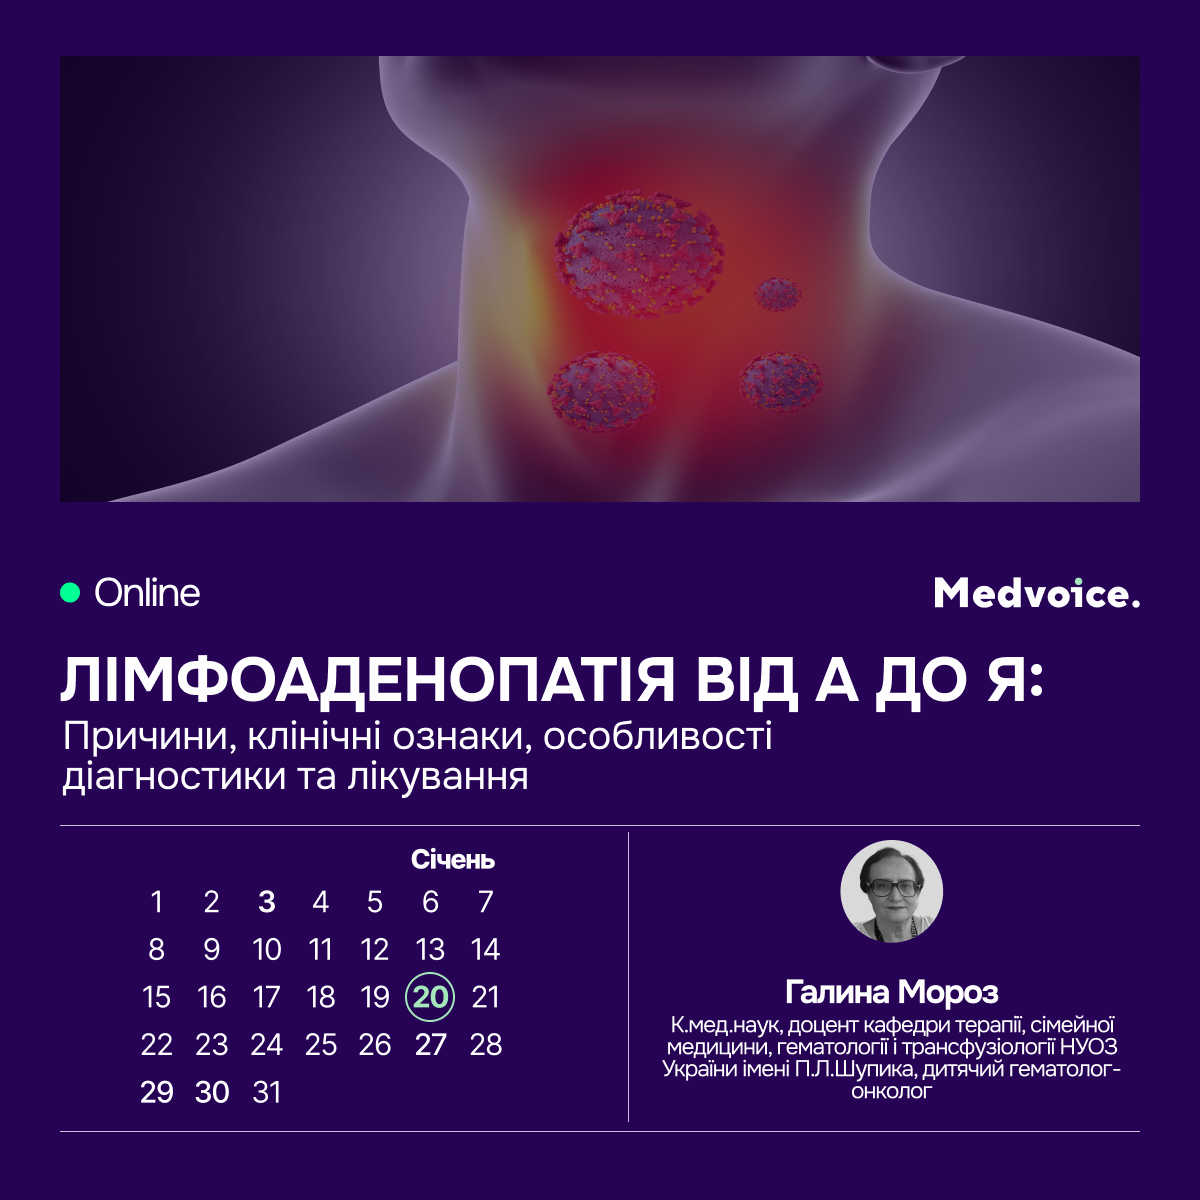 Online
Medvoice.
ЛІМФОАДЕНОПАТІЯ ВІД А ДО Я:
Причини, клінічні ознаки, особливості
діагностики та лікування
Січень
1 2 3 4 5 6 7
8 9 10 11 12 13 14
15 16 17 18 19 20 21
22 23 24 25 26 27 28
29 30 31
Галина Мороз
К.мед.наук, доцент кафедри терапії, сімейної
медицини, гематології і трансфузіології НУОЗ
України імені П.Л.Шупика, дитячий гематолог-
онколог